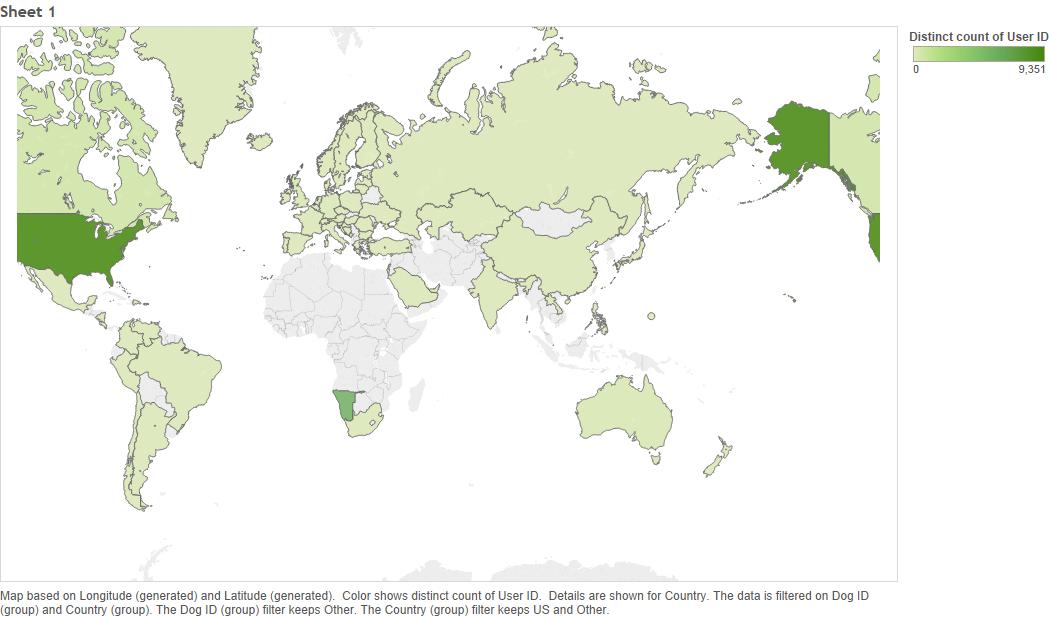 Sheet 1
Distinct count of User ID
0 9,351
Map based on Longitude (generated) and Latitude (generated).  Color shows distinct count of User ID.  Details are shown for Country. The data is filtered on Dog ID
(group) and Country (group). The Dog ID (group) filter keeps Other. The Country (group) filter keeps US and Other.